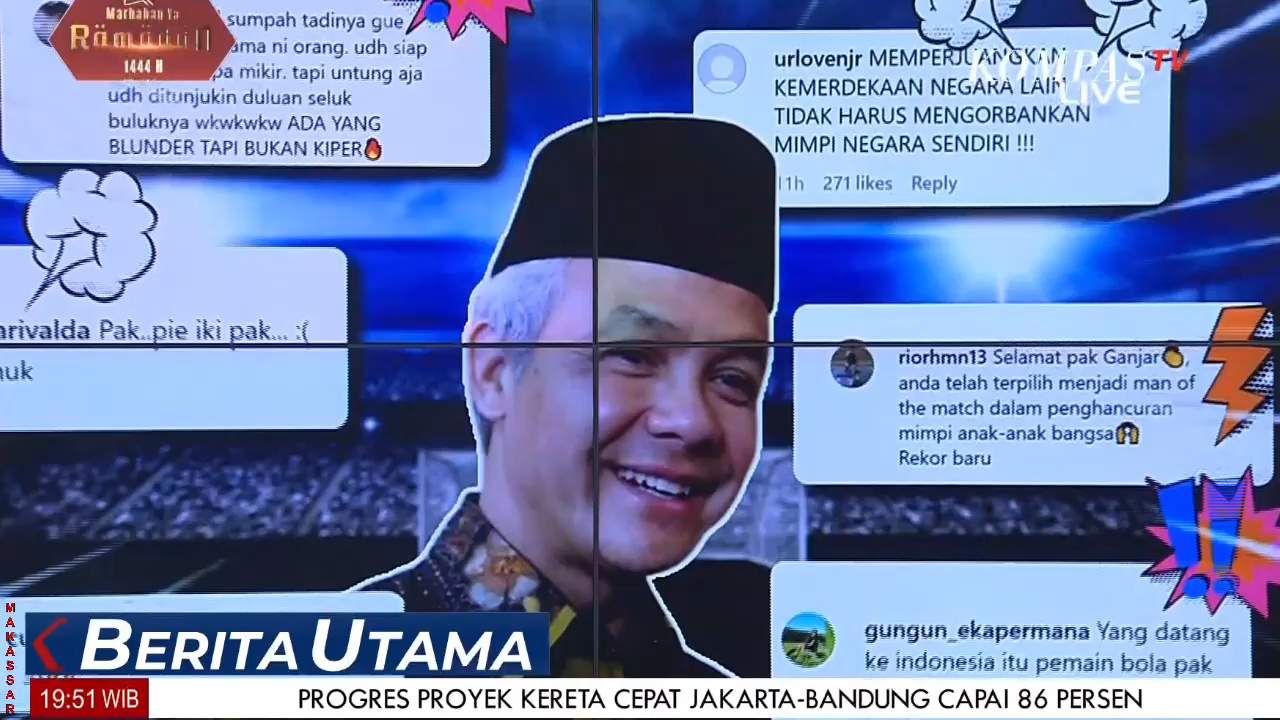 Marhaban Ya
1444 H
sumpah tadinya gue
ama ni orang. udh siap
pa mikir. tapi untung aja
udh ditunjukin duluan seluk
buluknya wkwkwkw ADA YANG
BLUNDER TAPI BUKAN KIPER🔥
KOMPAS TV
LIVE
urlovenjr MEMPERJUANGKAN
KEMERDEKAAN NEGARA LAIN
TIDAK HARUS MENGORBANKAN
MIMPI NEGARA SENDIRI !!!
11h 271 likes Reply
arivalda Pak..pie iki pak... :(
nuk
riorhmn13 Selamat pak Ganjar👏,
anda telah terpilih menjadi man of
the match dalam penghancuran
mimpi anak-anak bangsa🙌
Rekor baru
gungun_ekapermana Yang datang
ke indonesia itu pemain bola pak
MAKASSAR
BERITA UTAMA
19:51 WIB
PROGRES PROYEK KERETA CEPAT JAKARTA-BANDUNG CAPAI 86 PERSEN